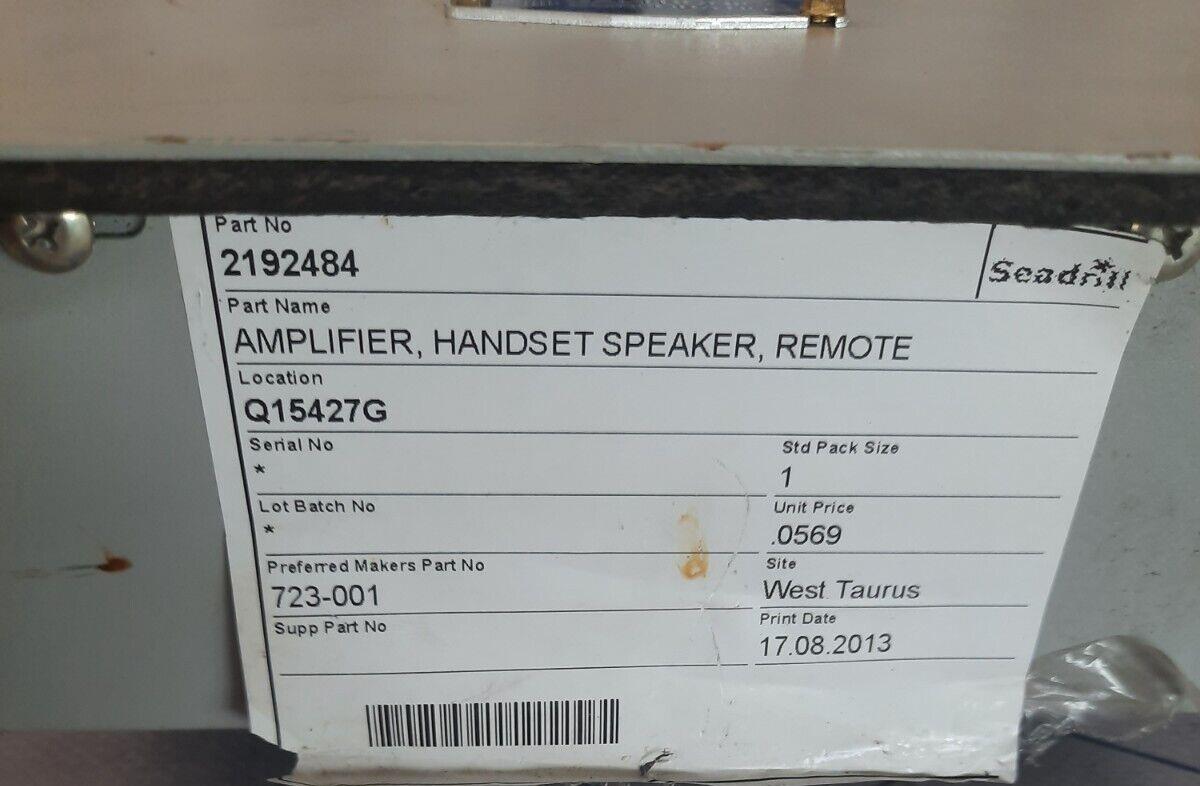 Part No
2192484
Seadrill
Part Name
AMPLIFIER, HANDSET SPEAKER, REMOTE
Location
Q15427G
Serial No
*
Std Pack Size
1
Lot Batch No
*
Unit Price
.0569
Preferred Makers Part No
723-001
Site
West Taurus
Supp Part No
Print Date
17.08.2013